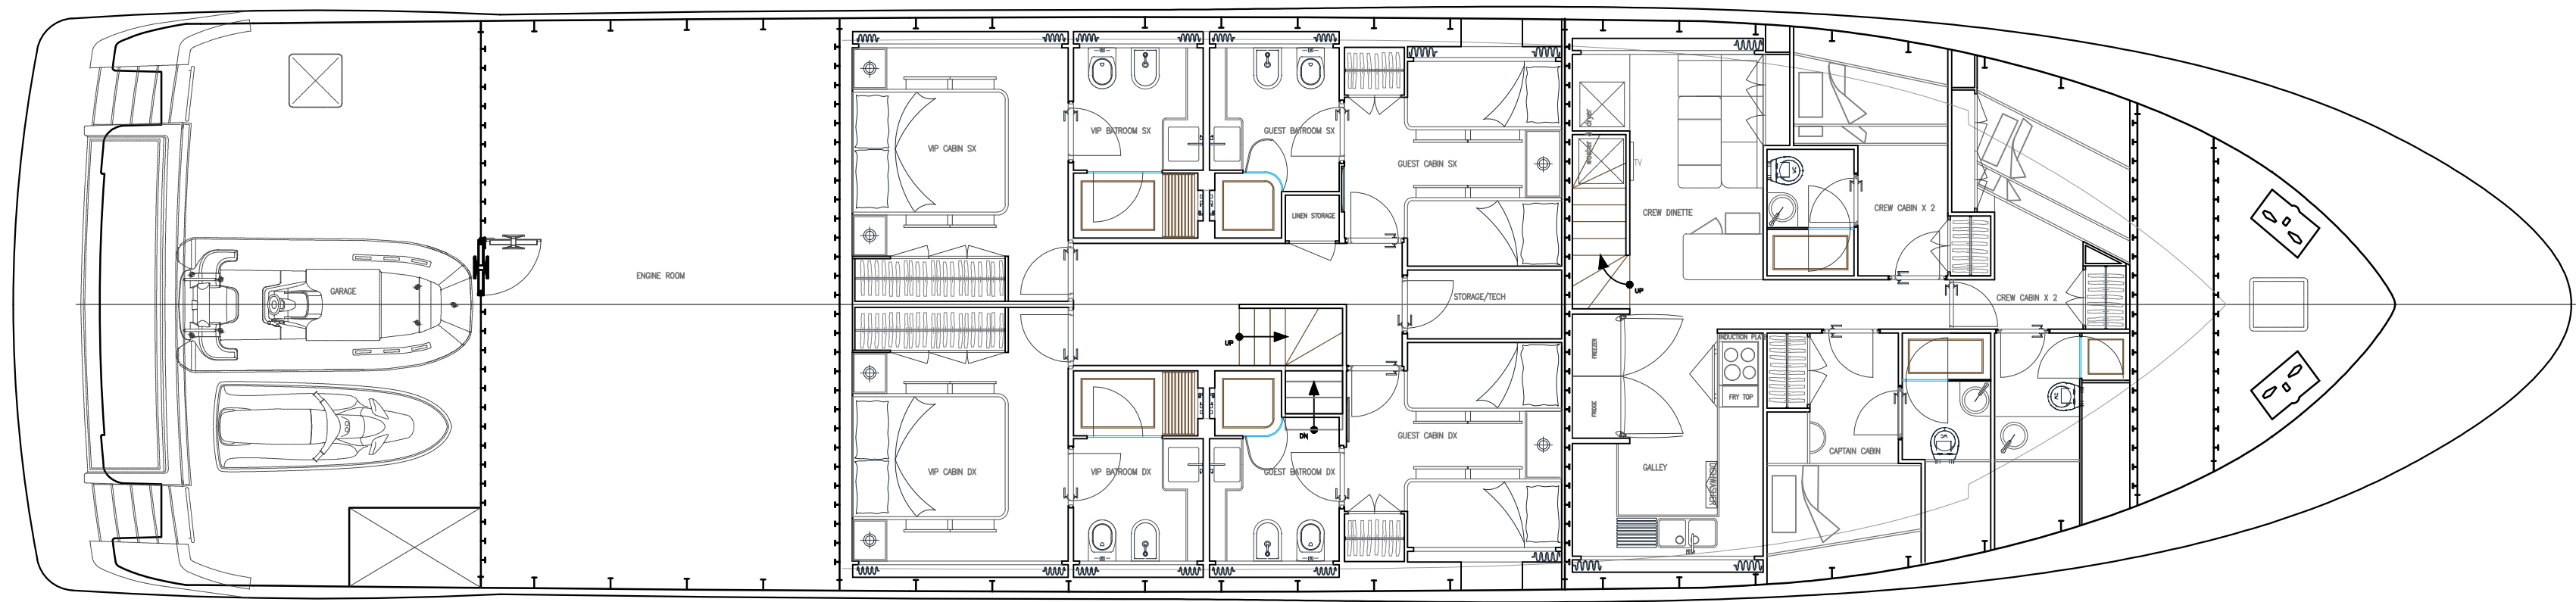 VIP BATROOM SX
GUEST BATROOM SX
washer
dryer
VIP CABIN SX
GUEST CABIN SX
TV
LINEN STORAGE
CREW DINETTE
CREW CABIN X 2
ENGINE ROOM
GARAGE
UP
STORAGE/TECH
CREW CABIN X 2
UP
INDUCTION PLATE
FREEZER
FRY TOP
FRIDGE
DN
GUEST CABIN DX
CAPTAIN CABIN
VIP CABIN DX
VIP BATROOM DX
GUEST BATROOM DX
GALLEY
DISHWASHER